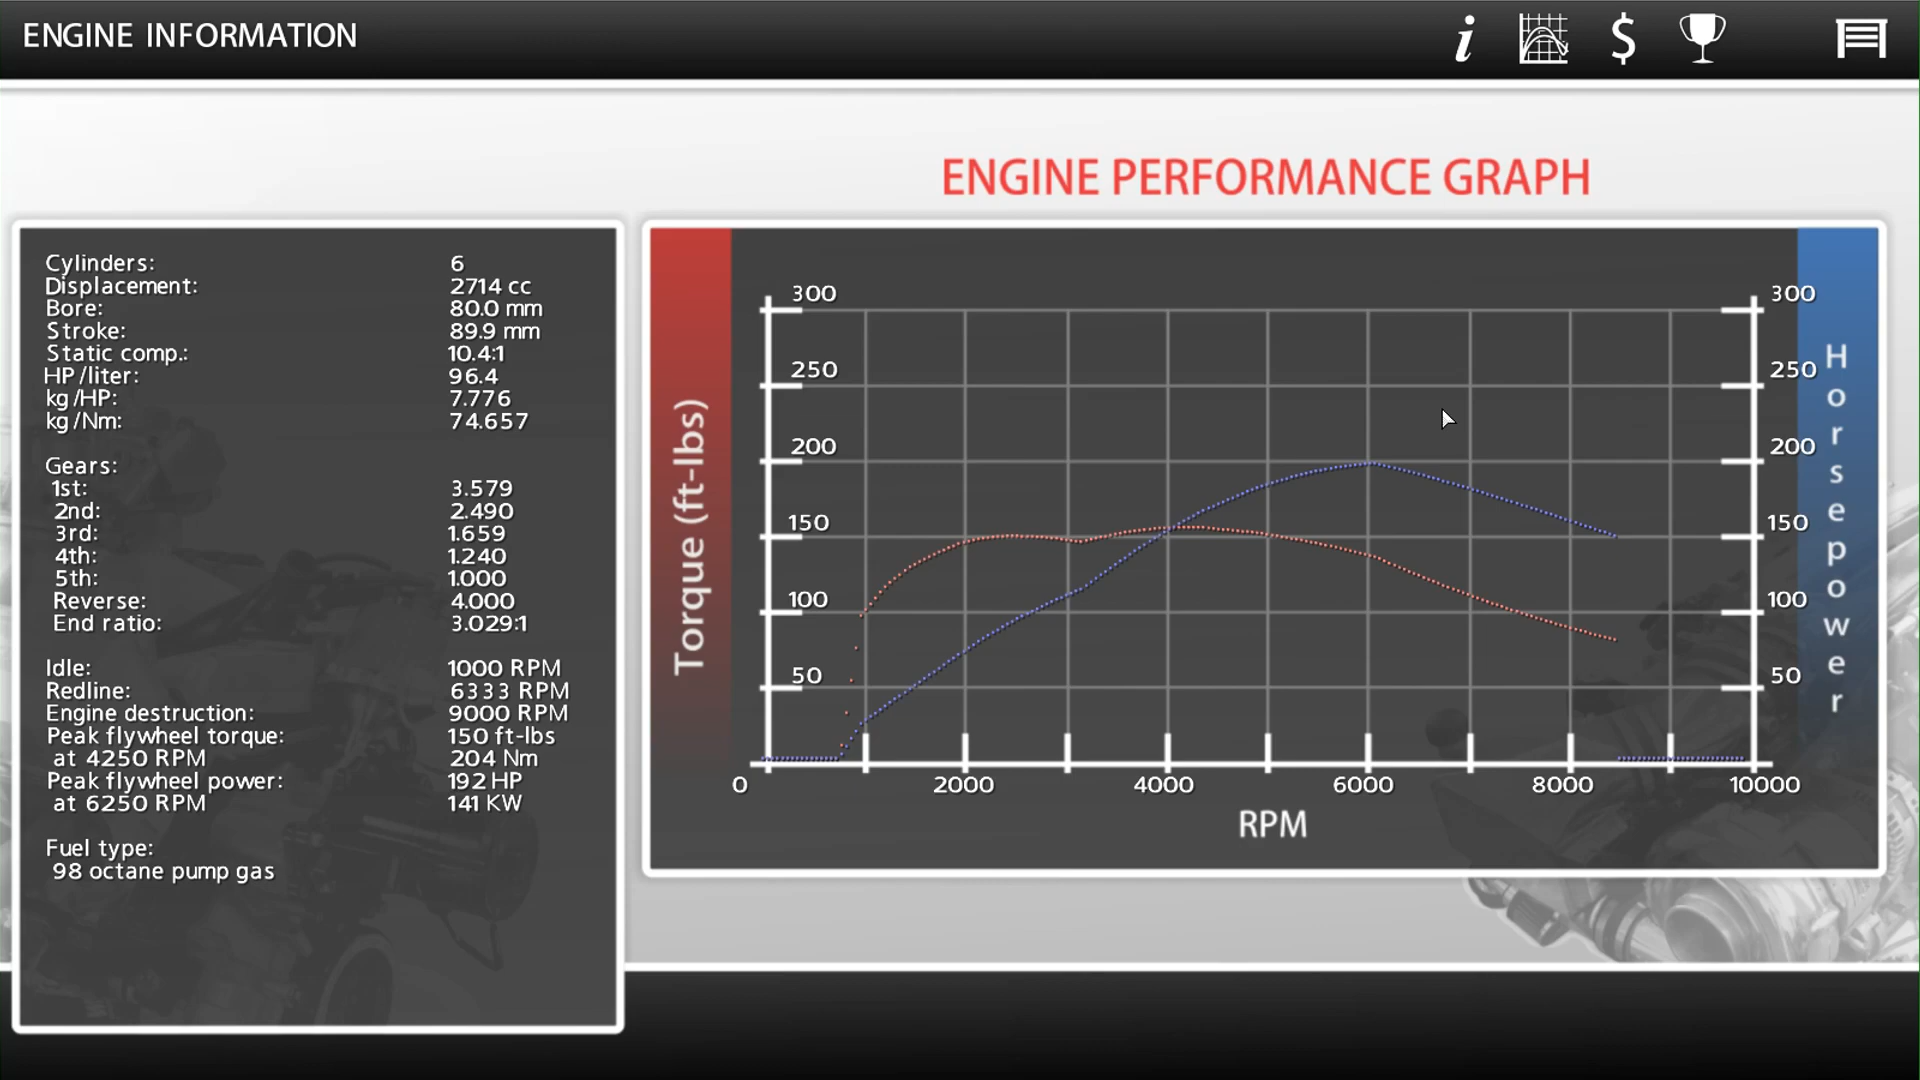 ENGINE INFORMATION
ENGINE PERFORMANCE GRAPH
Cylinders: 6
Displacement: 2714 cc
Bore: 80.0 mm
Stroke: 89.9 mm
Static comp.: 10.4:1
HP/liter: 96.4
kg/HP: 7.776
kg/Nm: 74.657
Gears:
1st: 3.579
2nd: 2.490
3rd: 1.659
4th: 1.240
5th: 1.000
Reverse: 4.000
End ratio: 3.029:1
Idle: 1000 RPM
Redline: 6333 RPM
Engine destruction: 9000 RPM
Peak flywheel torque: 150 ft-lbs
at 4250 RPM 204 Nm
Peak flywheel power: 192 HP
at 6250 RPM 141 KW
Fuel type:
98 octane pump gas
Torque (ft-lbs)
300
250
200
150
100
50
300
250
200
150
100
50
Horsepower
0 2000 4000 6000 8000 10000
RPM